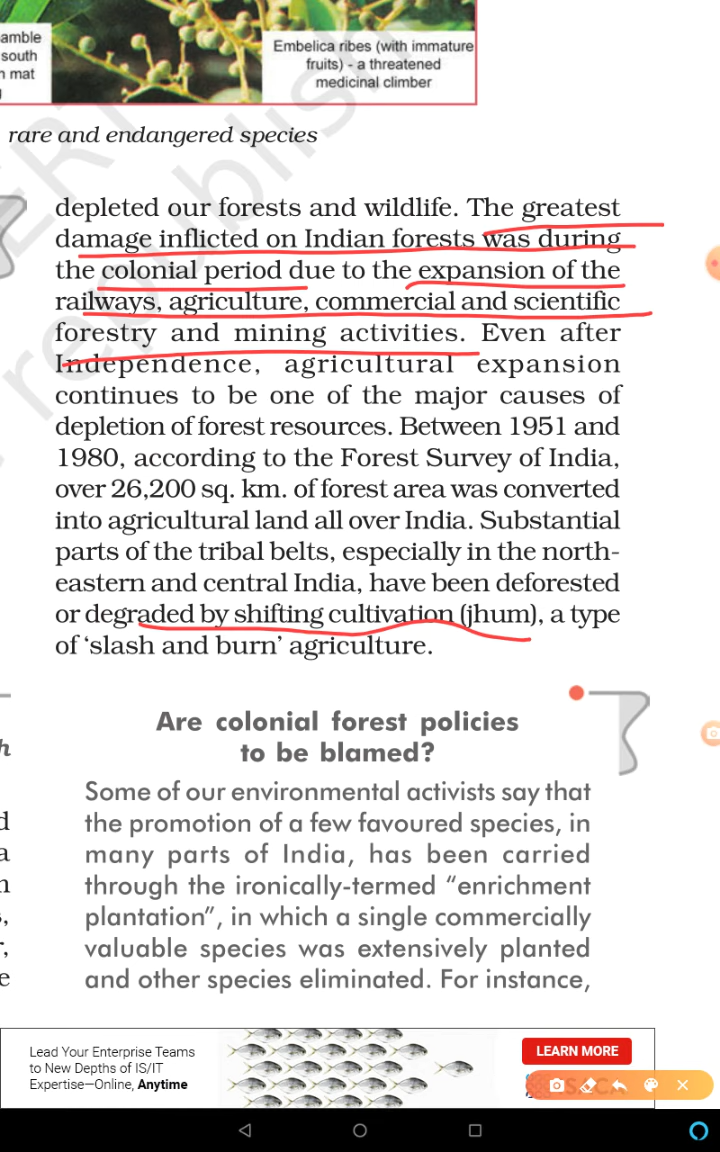 amble
south
n mat
Embelica ribes (with immature
fruits) - a threatened
medicinal climber
rare and endangered species
depleted our forests and wildlife. The greatest
damage inflicted on Indian forests was during
the colonial period due to the expansion of the
railways, agriculture, commercial and scientific
forestry and mining activities. Even after
Independence, agricultural expansion
continues to be one of the major causes of
depletion of forest resources. Between 1951 and
1980, according to the Forest Survey of India,
over 26,200 sq. km. of forest area was converted
into agricultural land all over India. Substantial
parts of the tribal belts, especially in the north-
eastern and central India, have been deforested
or degraded by shifting cultivation (jhum), a type
of ‘slash and burn’ agriculture.
Are colonial forest policies
to be blamed?
Some of our environmental activists say that
the promotion of a few favoured species, in
many parts of India, has been carried
through the ironically-termed “enrichment
plantation”, in which a single commercially
valuable species was extensively planted
and other species eliminated. For instance,
Lead Your Enterprise Teams
to New Depths of IS/IT
Expertise—Online, Anytime
LEARN MORE